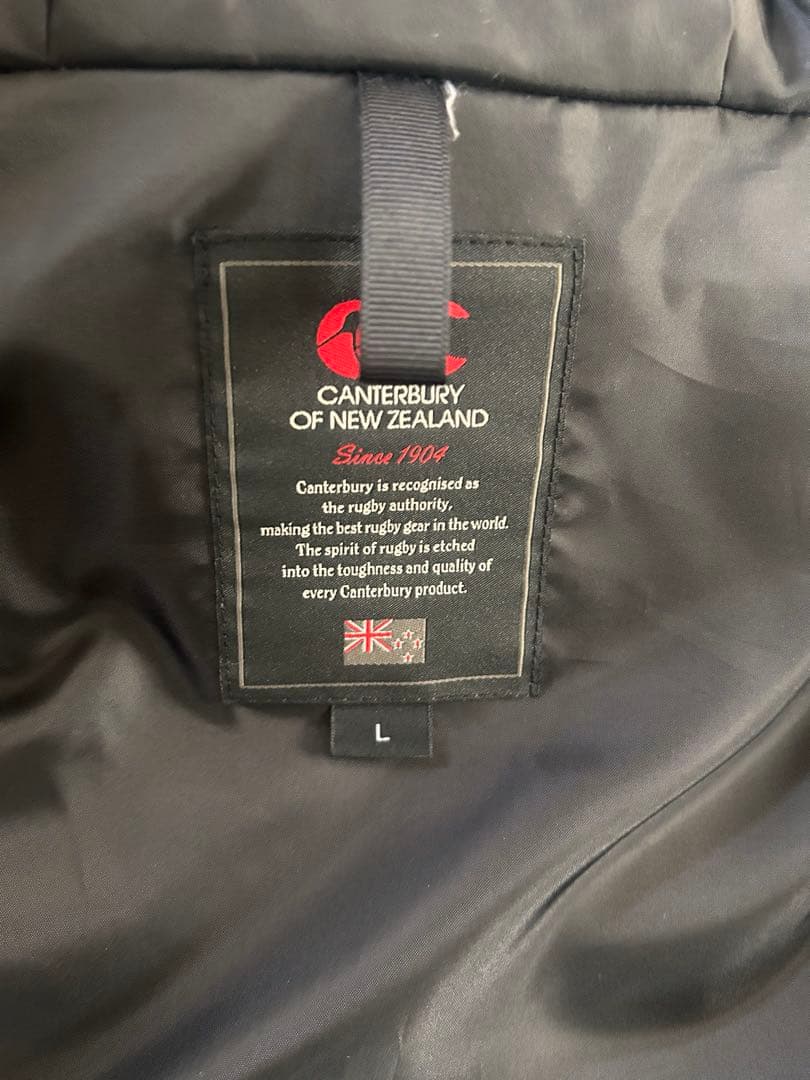 CANTERBURY
OF NEW ZEALAND
Since 1904
Canterbury is recognised as
the rugby authority,
making the best rugby gear in the world.
The spirit of rugby is etched
into the toughness and quality of
every Canterbury product.
L